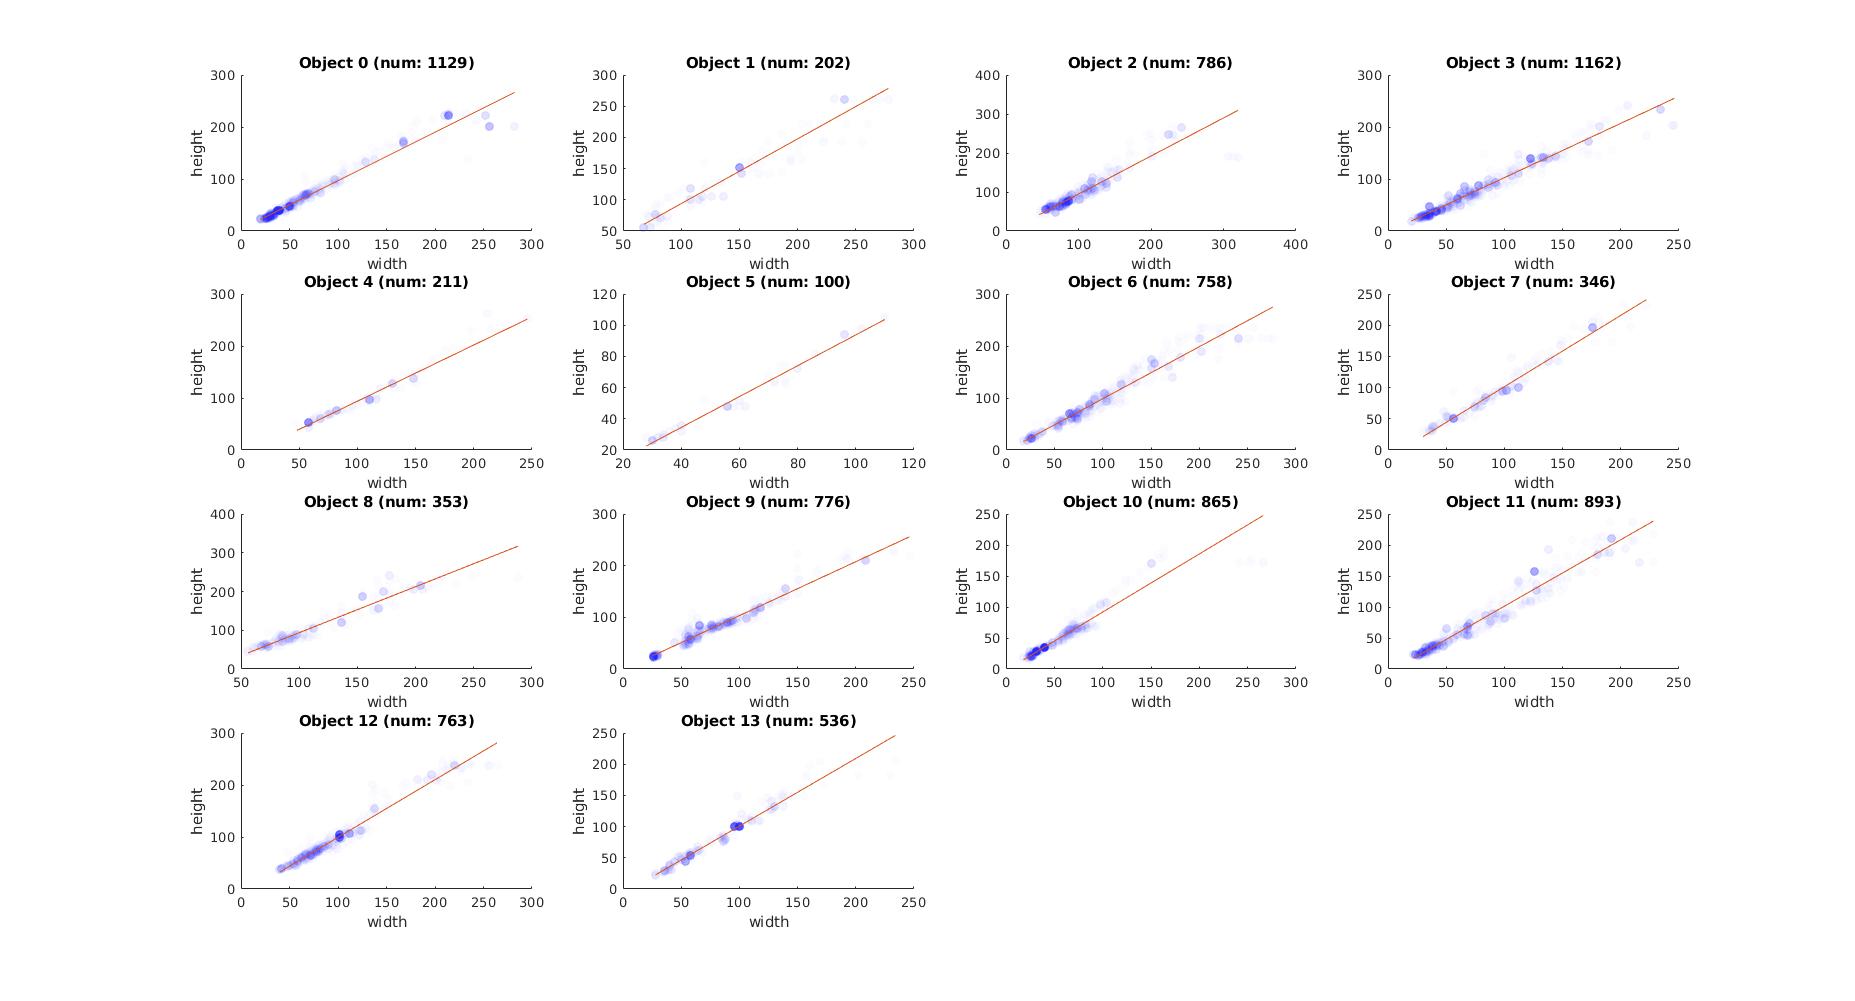 Object 0 (num: 1129)
300
200
100
0
height
0 50 100 150 200 250 300
width
Object 1 (num: 202)
300
250
200
150
100
50
height
50 100 150 200 250 300
width
Object 2 (num: 786)
400
300
200
100
0
height
0 100 200 300 400
width
Object 3 (num: 1162)
300
200
100
0
height
0 50 100 150 200 250
width
Object 4 (num: 211)
300
200
100
0
height
0 50 100 150 200 250
width
Object 5 (num: 100)
120
100
80
60
40
20
height
20 40 60 80 100 120
width
Object 6 (num: 758)
300
200
100
0
height
0 50 100 150 200 250 300
width
Object 7 (num: 346)
250
200
150
100
50
0
height
0 50 100 150 200 250
width
Object 8 (num: 353)
400
300
200
100
0
height
50 100 150 200 250 300
width
Object 9 (num: 776)
300
200
100
0
height
0 50 100 150 200 250
width
Object 10 (num: 865)
250
200
150
100
50
0
height
0 50 100 150 200 250 300
width
Object 11 (num: 893)
250
200
150
100
50
0
height
0 50 100 150 200 250
width
Object 12 (num: 763)
300
200
100
0
height
0 50 100 150 200 250 300
width
Object 13 (num: 536)
250
200
150
100
50
0
height
0 50 100 150 200 250
width